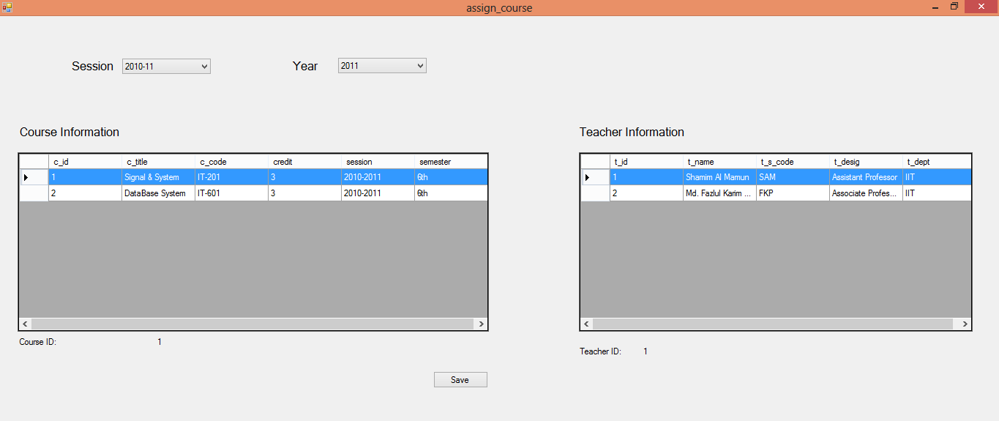 assign_course
Session 2010-11 Year 2011
Course Information
c_id c_title c_code credit session semester
1 Signal & System IT-201 3 2010-2011 6th
2 DataBase System IT-601 3 2010-2011 6th
Course ID: 1
Save
Teacher Information
t_id t_name t_s_code t_desig t_dept
1 Shamim Al Mamun SAM Assistant Professor IIT
2 Md. Fazlul Karim ... FKP Associate Profes... IIT
Teacher ID: 1